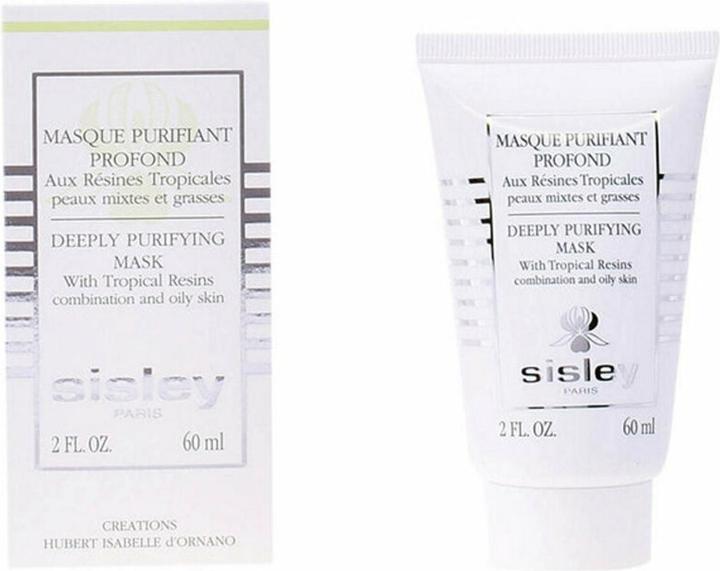 MASQUE PURIFIANT
PROFOND
Aux Résines Tropicales
peaux mixtes et grasses
DEEPLY PURIFYING
MASK
With Tropical Resins
combination and oily skin
sisley
PARIS
2 FL. OZ. 60 ml
CREATIONS
HUBERT ISABELLE d'ORNANO
MASQUE PURIFIANT
PROFOND
Aux Résines Tropicales
peaux mixtes et grasses
DEEPLY PURIFYING
MASK
With Tropical Resins
combination and oily skin
sisley
PARIS
2 FL. OZ. 60 ml